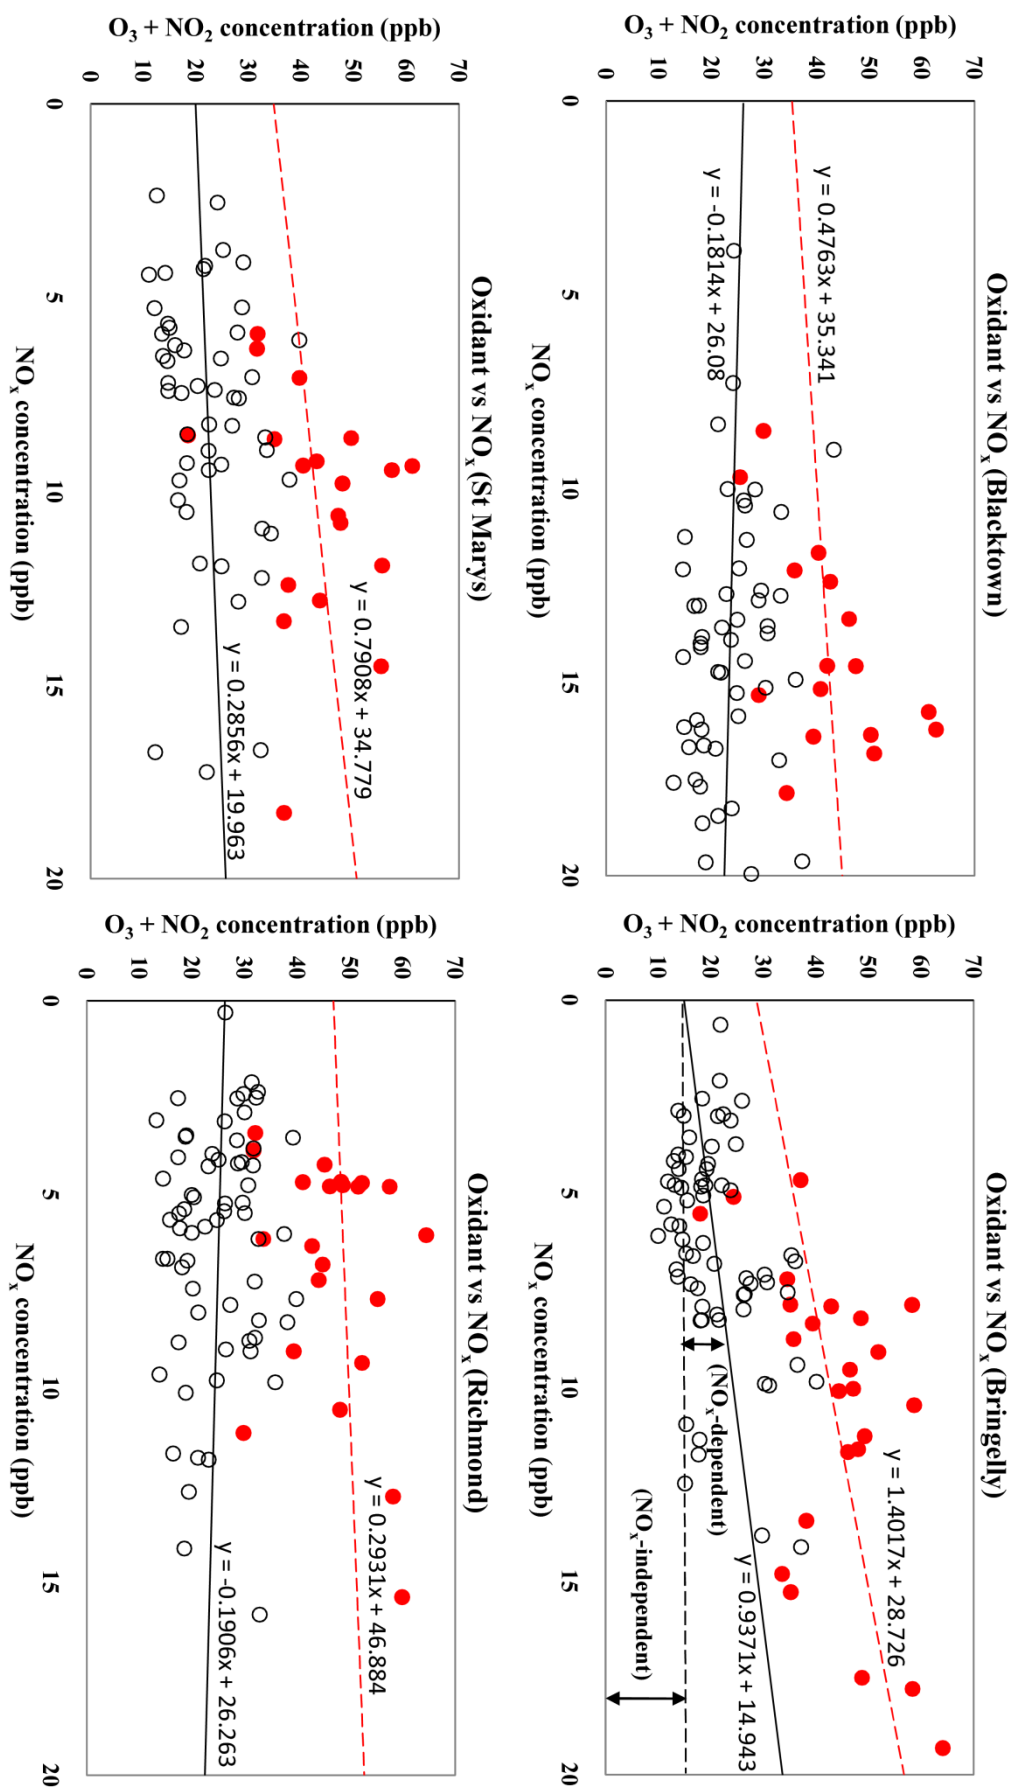 Oxidant vs NOx (Blacktown)
O3 + NO2 concentration (ppb)
70
60
50
40
30
20
10
0
y = 0.4763x + 35.341
y = -0.1814x + 26.08
0
5
10
15
20
NOx concentration (ppb)
Oxidant vs NOx (Bringelly)
O3 + NO2 concentration (ppb)
70
60
50
40
30
20
10
0
y = 1.4017x + 28.726
y = 0.9371x + 14.943
(NOx-dependent)
(NOx-independent)
0
5
10
15
20
NOx concentration (ppb)
Oxidant vs NOx (St Marys)
O3 + NO2 concentration (ppb)
70
60
50
40
30
20
10
0
y = 0.7908x + 34.779
y = 0.2856x + 19.963
0
5
10
15
20
NOx concentration (ppb)
Oxidant vs NOx (Richmond)
O3 + NO2 concentration (ppb)
70
60
50
40
30
20
10
0
y = 0.2931x + 46.884
y = -0.1906x + 26.263
0
5
10
15
20
NOx concentration (ppb)